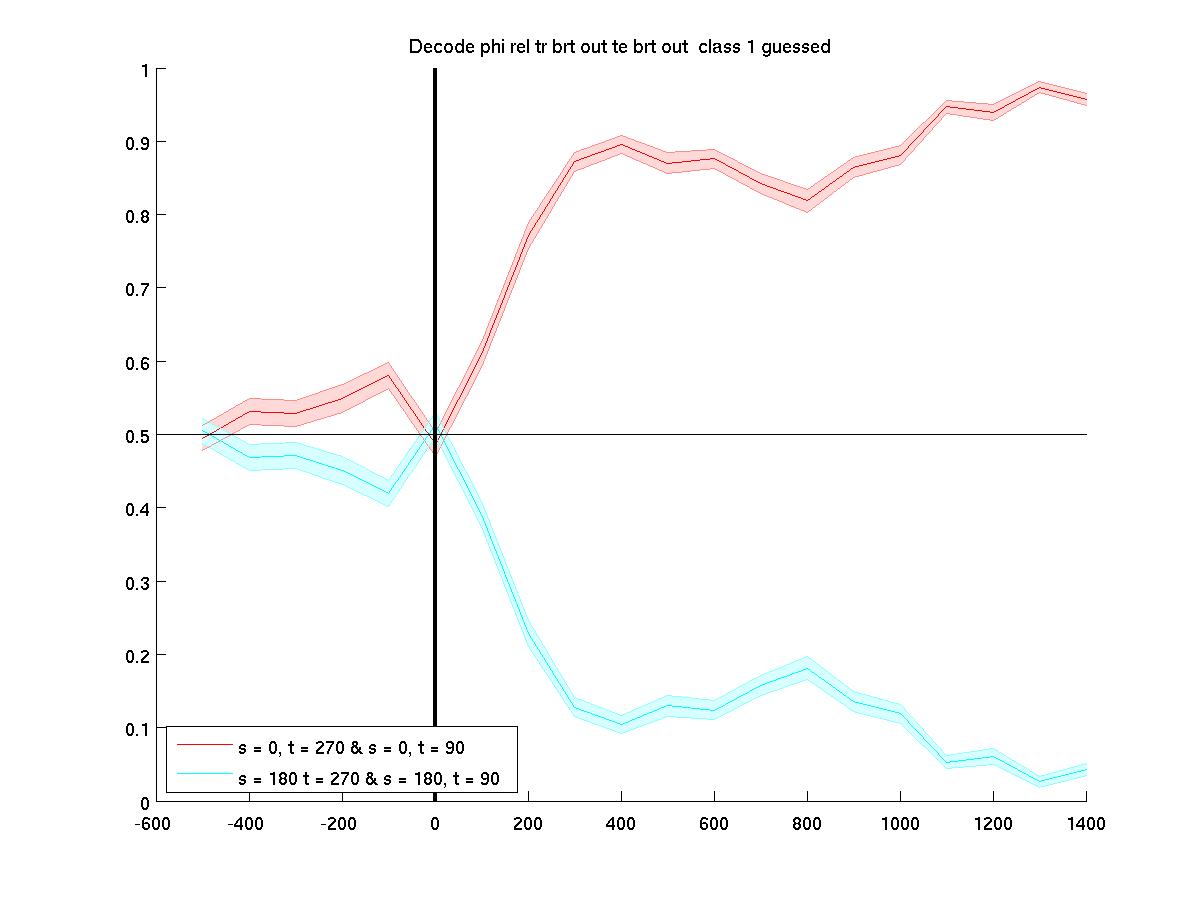 Decode phi rel tr brt out te brt out  class 1 guessed
1
0.9
0.8
0.7
0.6
0.5
0.4
0.3
0.2
0.1
0
s = 0, t = 270 & s = 0, t = 90
s = 180 t = 270 & s = 180, t = 90
-600 -400 -200 0 200 400 600 800 1000 1200 1400